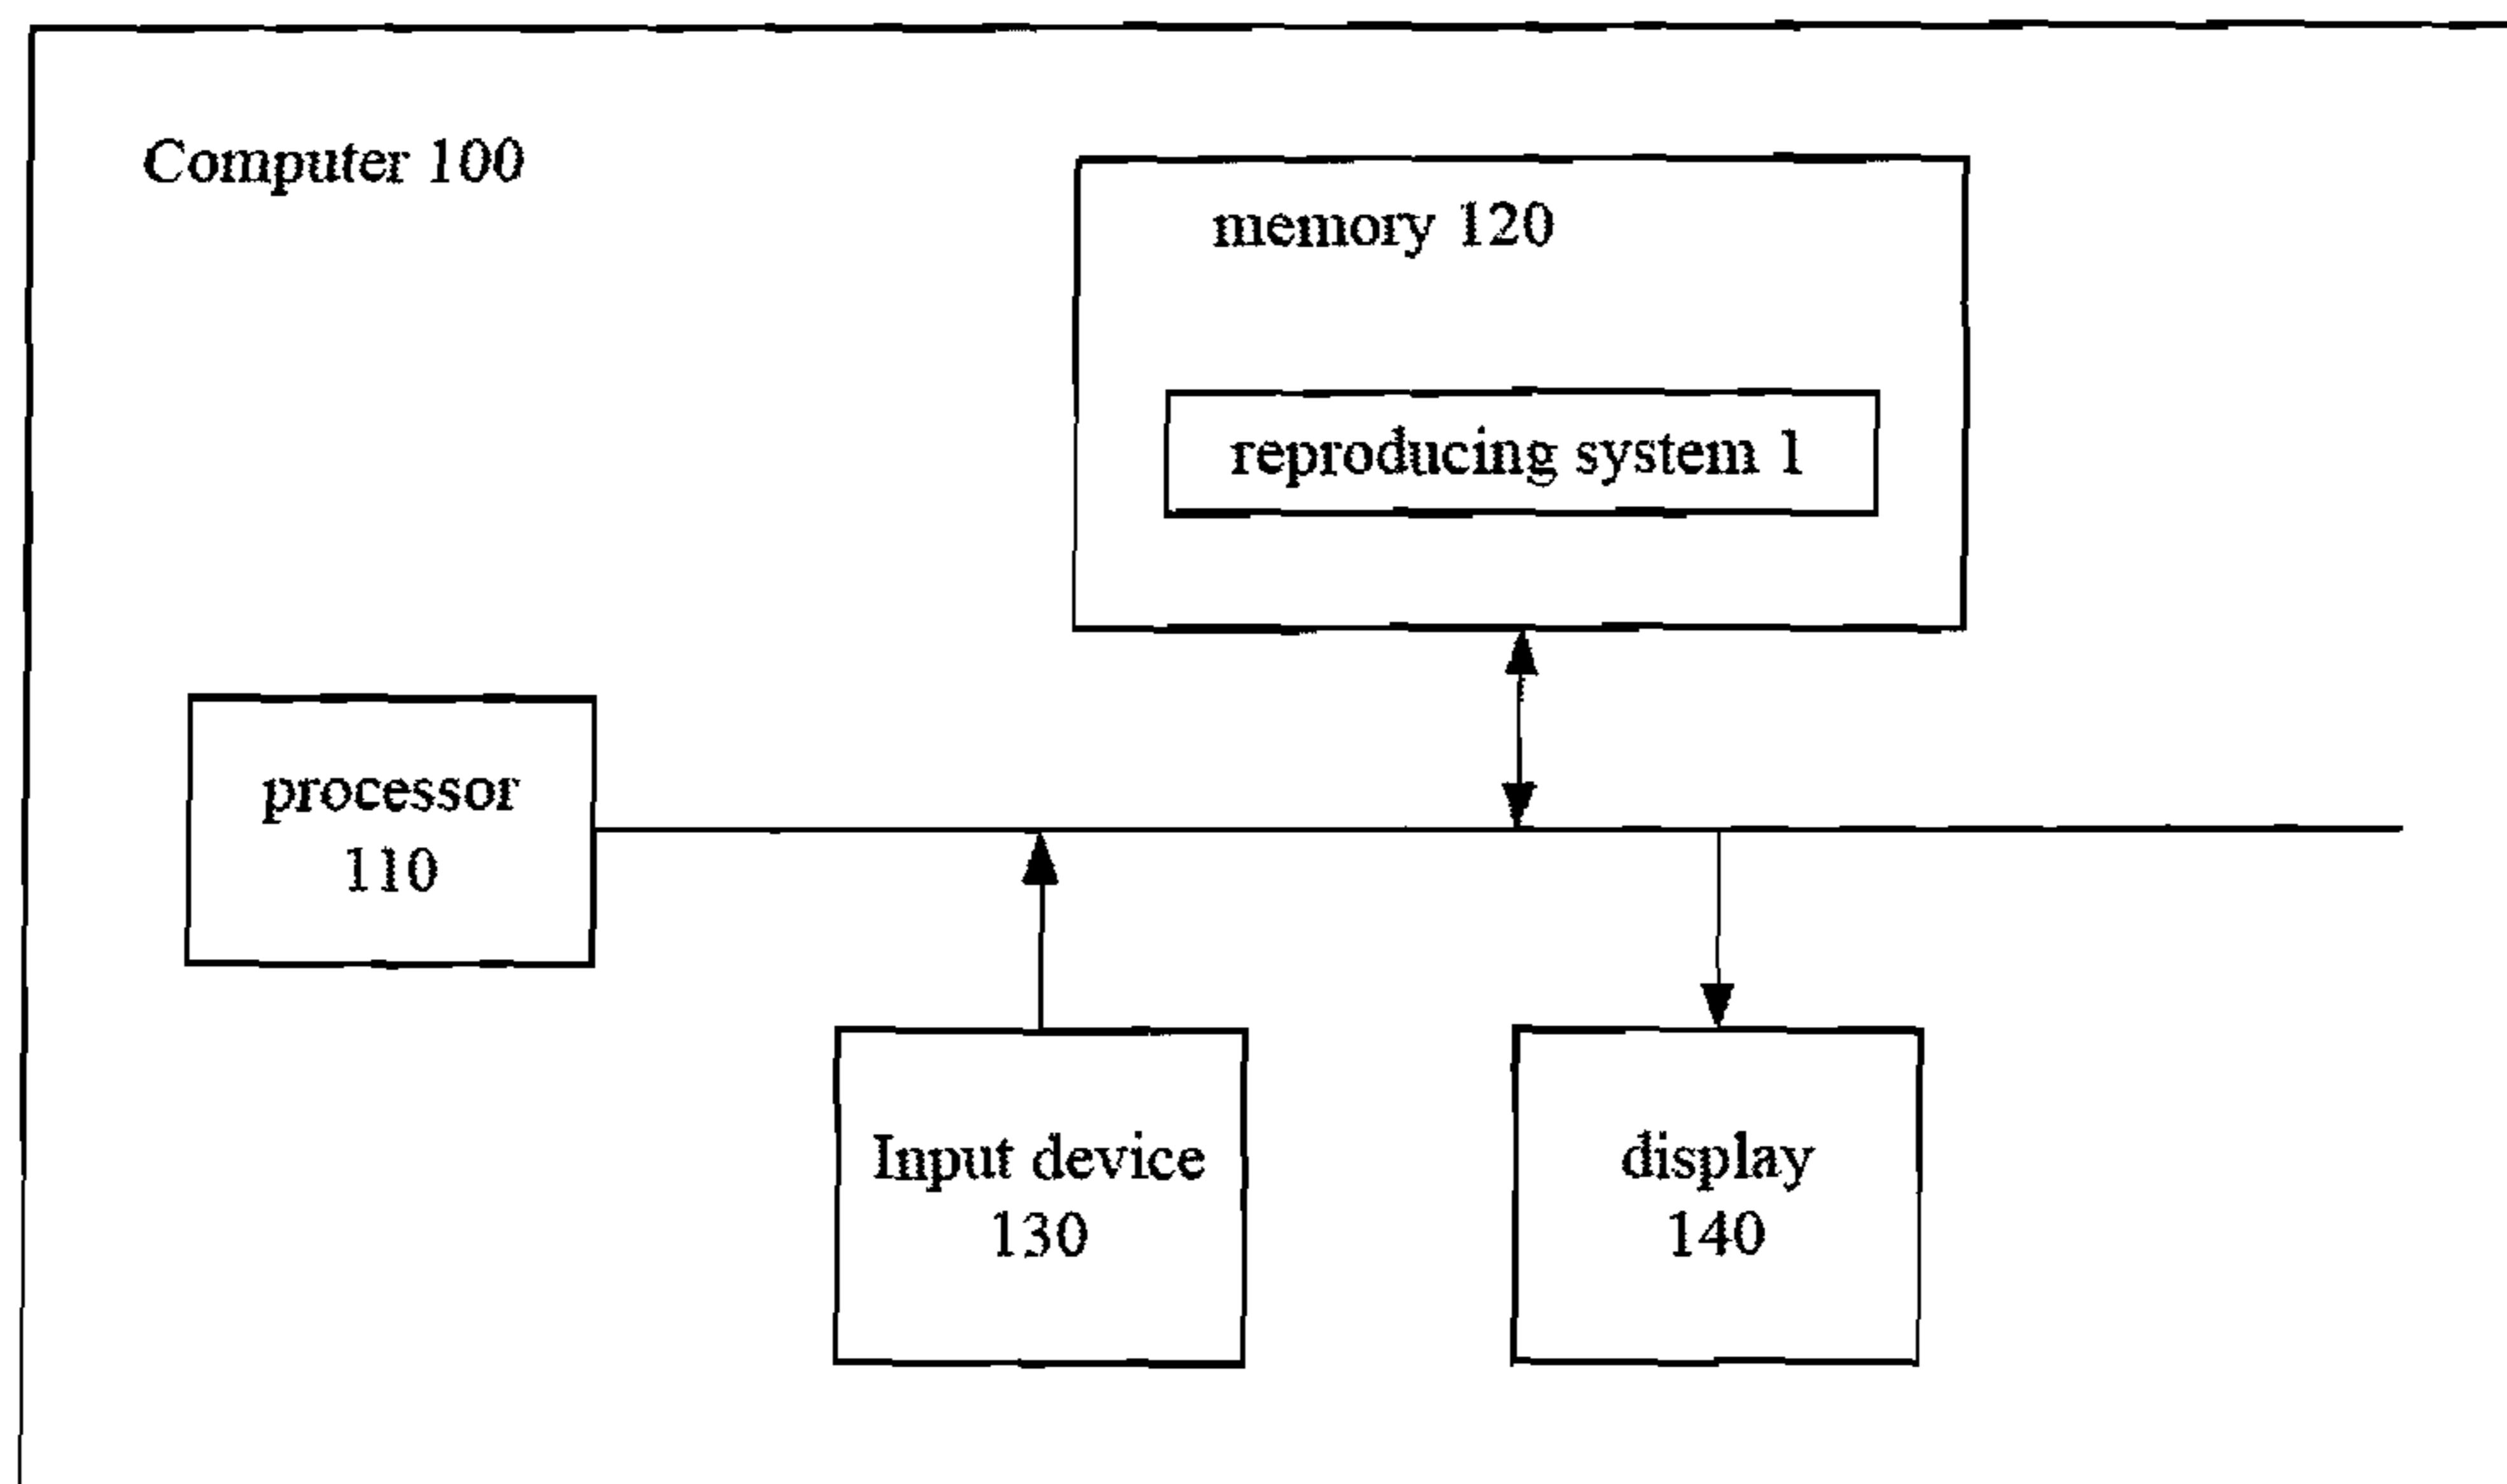 Computer 100
memory 120
reproducing system 1
processor
110
Input device
130
display
140